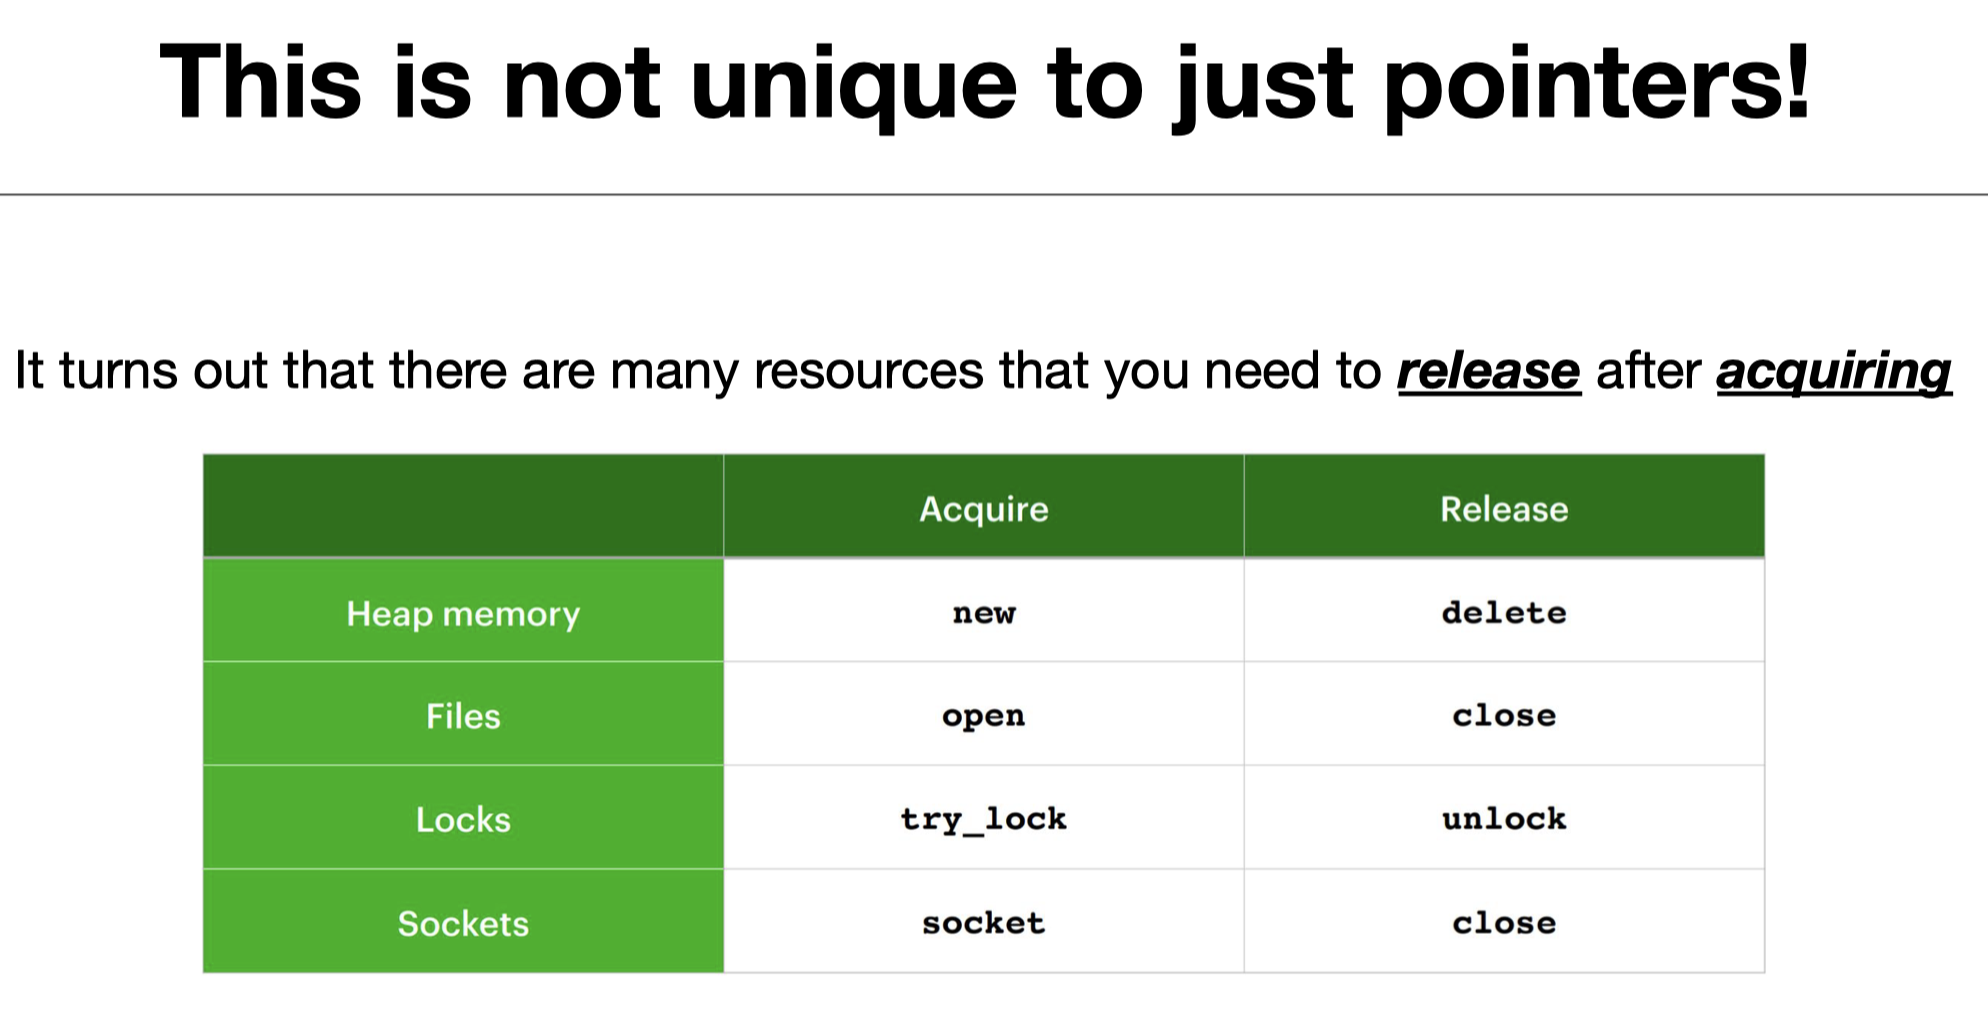 This is not unique to just pointers!
It turns out that there are many resources that you need to release after acquiring
Acquire Release
Heap memory new delete
Files open close
Locks try_lock unlock
Sockets socket close